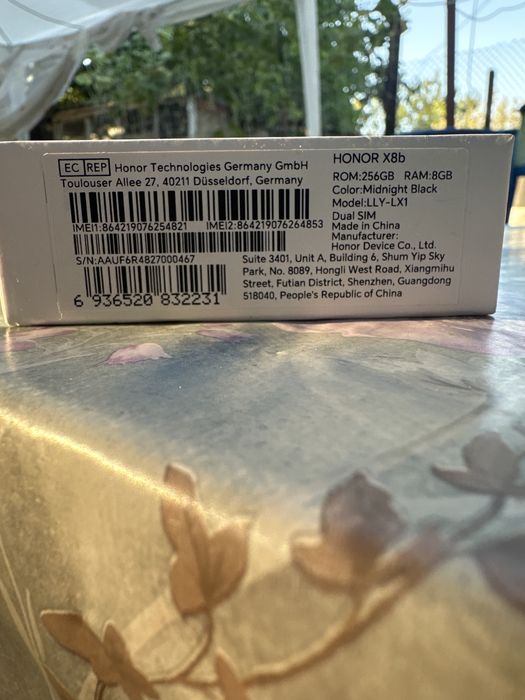 EC REP Honor Technologies Germany GmbH
Toulouser Allee 27, 40211 Düsseldorf, Germany
IMEI1:864219076254821 IMEI2:864219076264853
S/N:AAUF6R4827000467
6 936520 832231
HONOR X8b
ROM:256GB RAM:8GB
Color:Midnight Black
Model:LLY-LX1
Dual SIM
Made in China
Manufacturer:
Honor Device Co., Ltd.
Suite 3401, Unit A, Building 6, Shum Yip Sky
Park, No. 8089, Hongli West Road, Xiangmihu
Street, Futian District, Shenzhen, Guangdong
518040, People's Republic of China